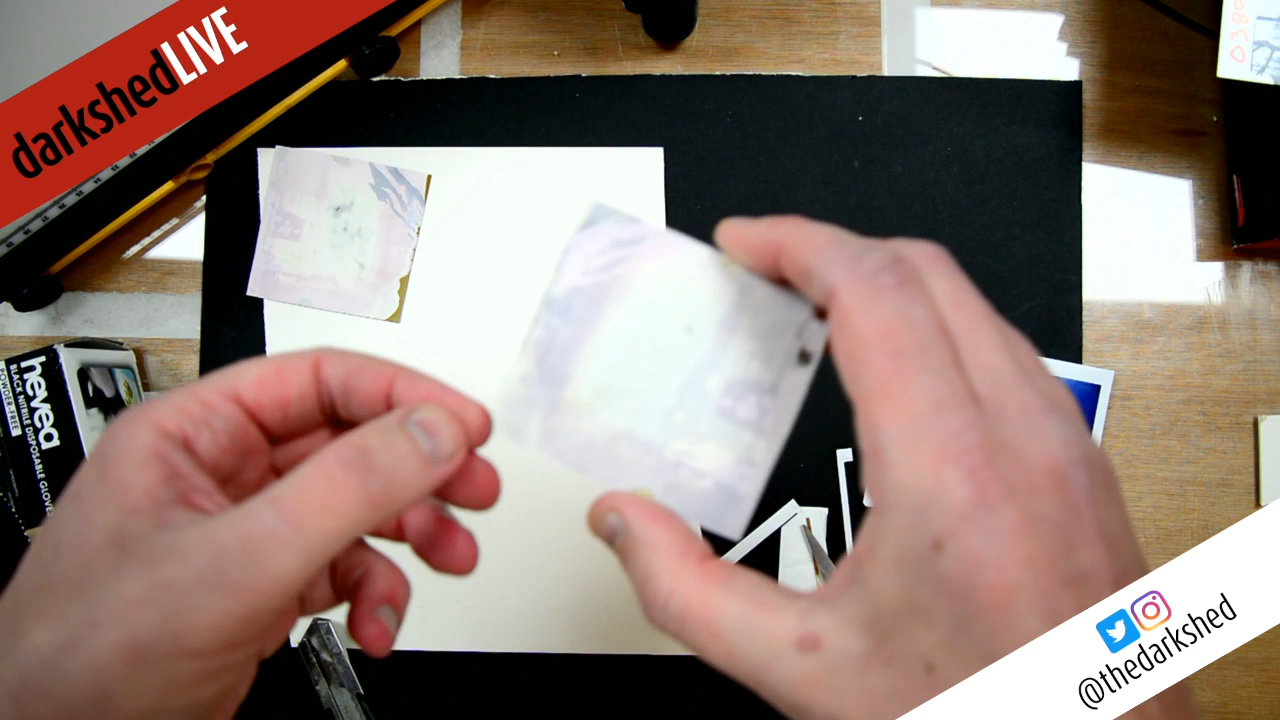 darkshedLIVE
hevea
BLACK NITRILE DISPOSABLE GLOVES
POWDER-FREE
@thedarkshed